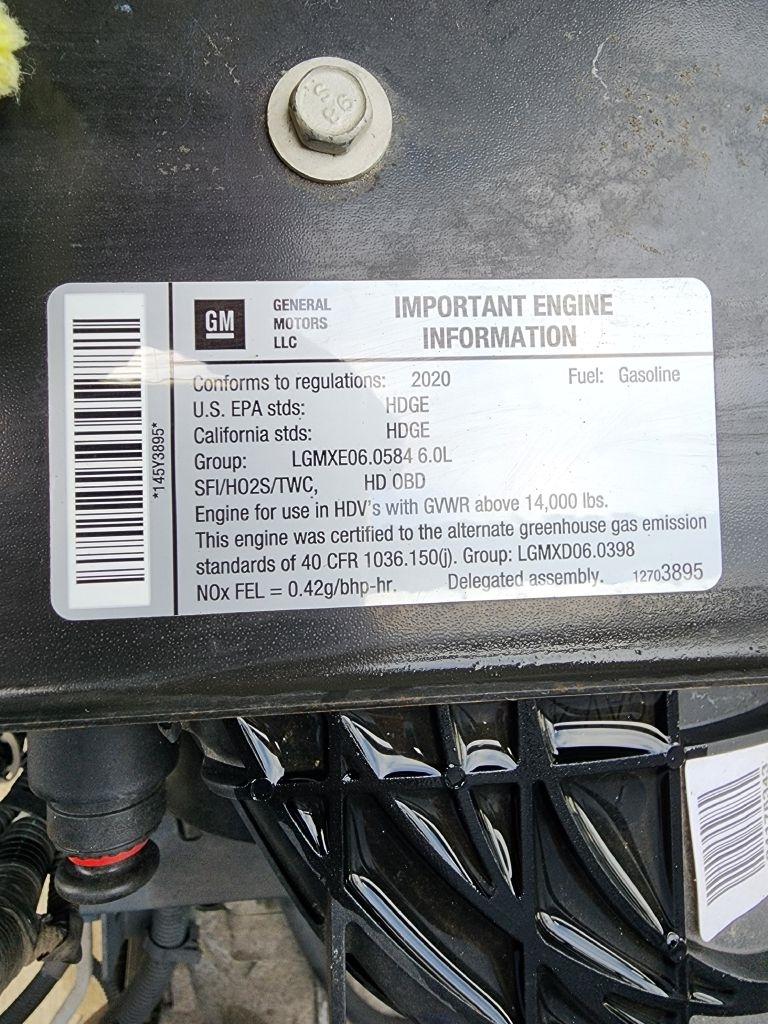 GM
GENERAL
MOTORS
LLC
IMPORTANT ENGINE
INFORMATION
Conforms to regulations: 2020 Fuel: Gasoline
U.S. EPA stds: HDGE
California stds: HDGE
Group: LGMXE06.0584 6.0L
SFI/HO2S/TWC, HD OBD
Engine for use in HDV's with GVWR above 14,000 lbs.
This engine was certified to the alternate greenhouse gas emission
standards of 40 CFR 1036.150(j). Group: LGMXD06.0398
NOx FEL = 0.42g/bhp-hr. Delegated assembly. 12703895
*145Y3895*